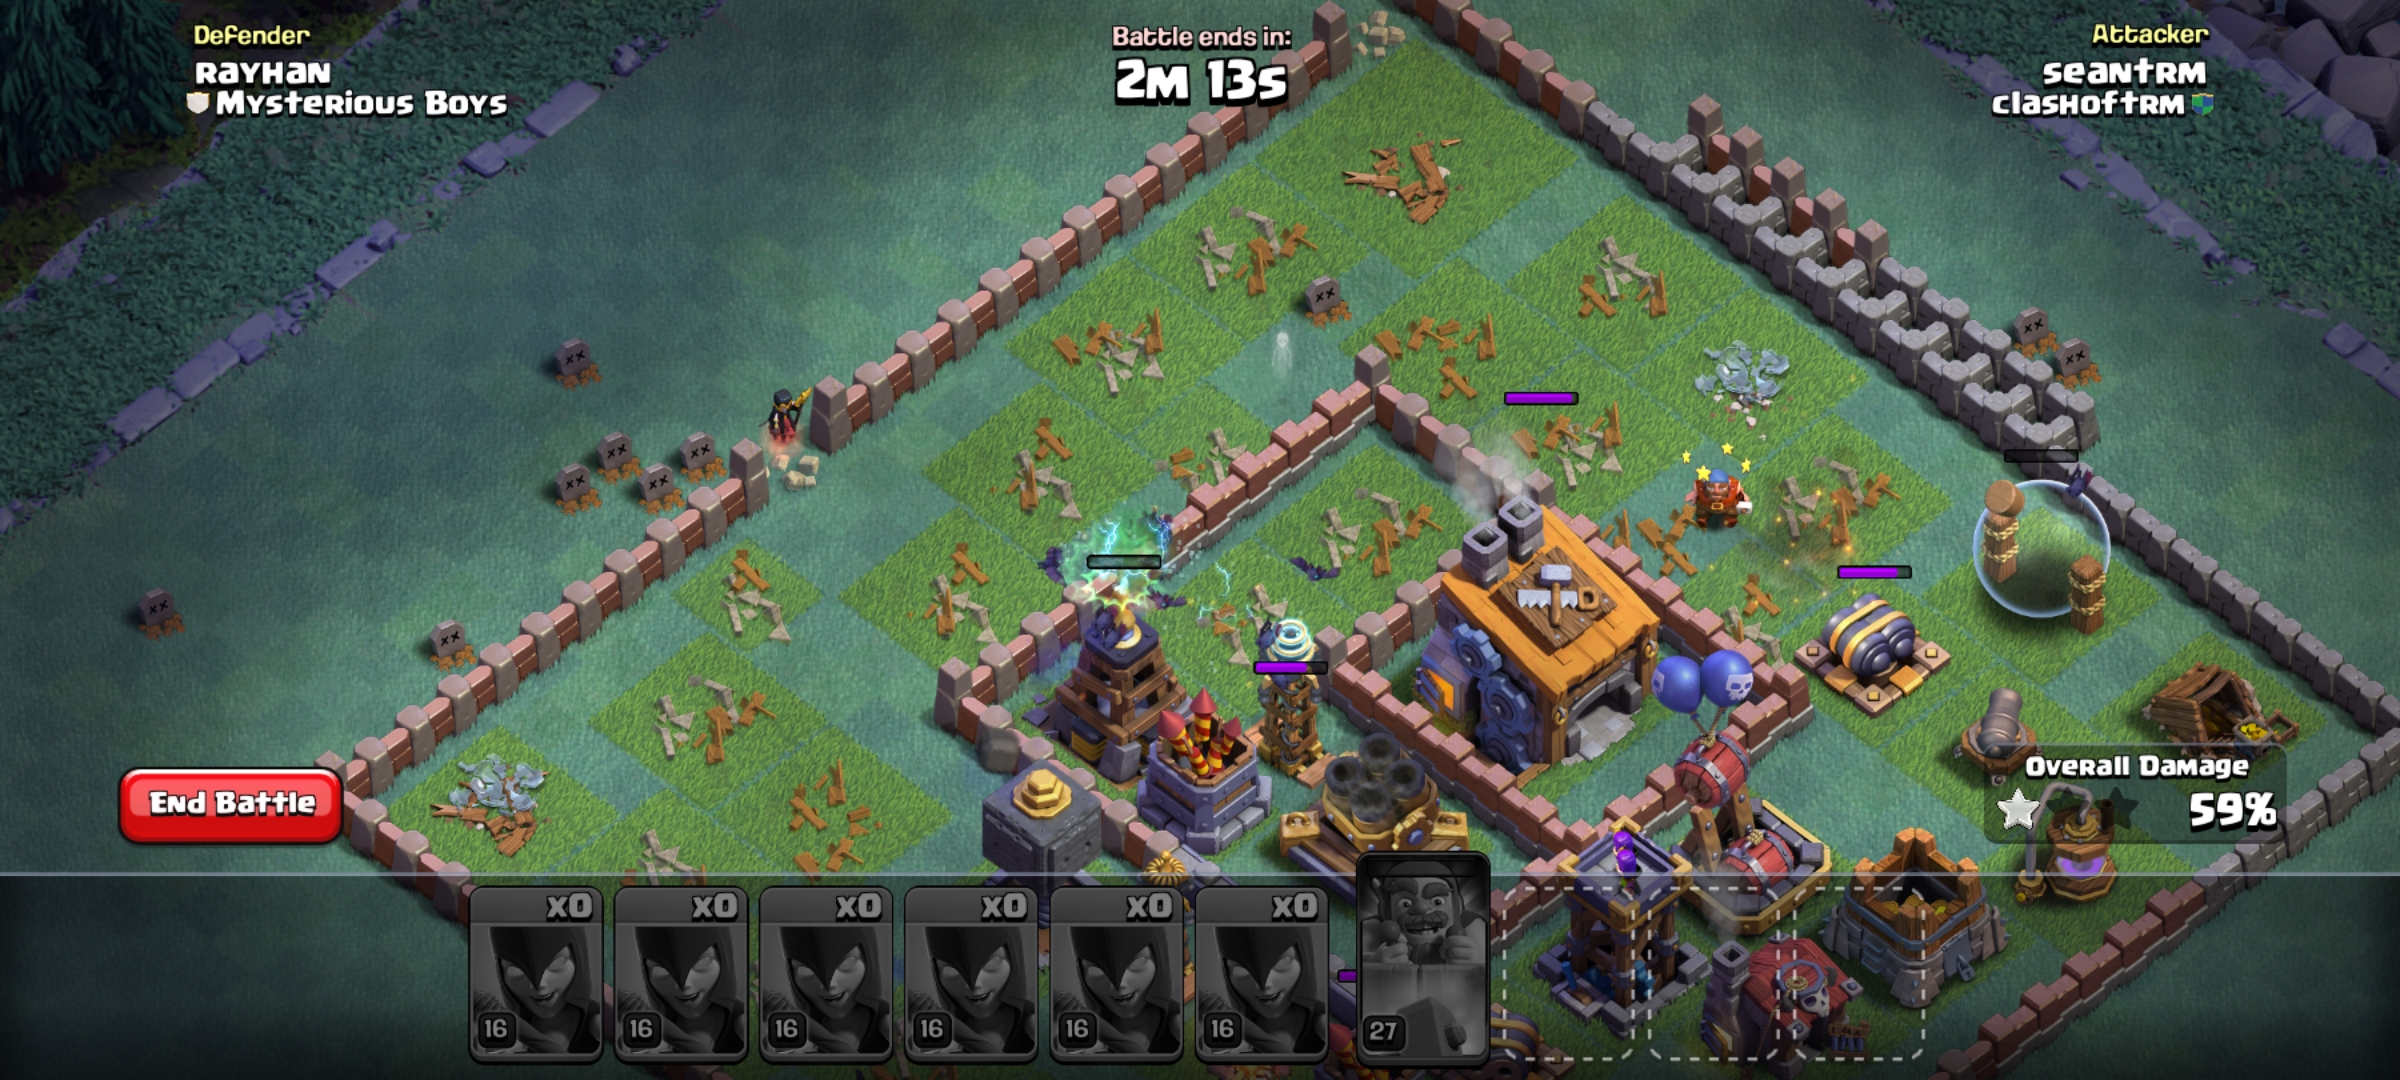 Defender
RAYHAN
Mysterious Boys
Battle ends in:
2M 13s
Attacker
seantRM
clashoftRM
End Battle
Overall Damage
59%
x0
x0
x0
x0
x0
x0
16
16
16
16
16
16
27